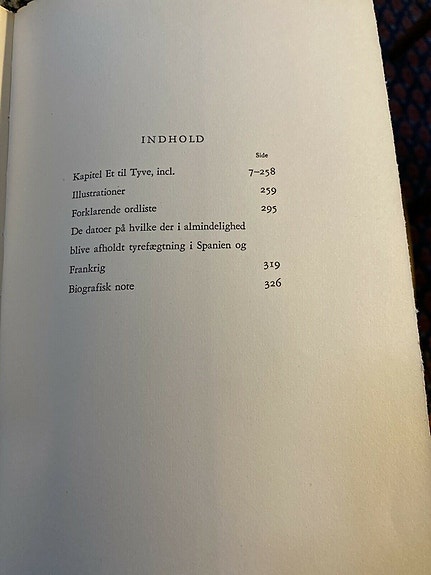 INDHOLD
Side
Kapitel Et til Tyve, incl. 7–258
Illustrationer 259
Forklarende ordliste 295
De datoer på hvilke der i almindelighed
blive afholdt tyrefægtning i Spanien og
Frankrig 319
Biografisk note 326